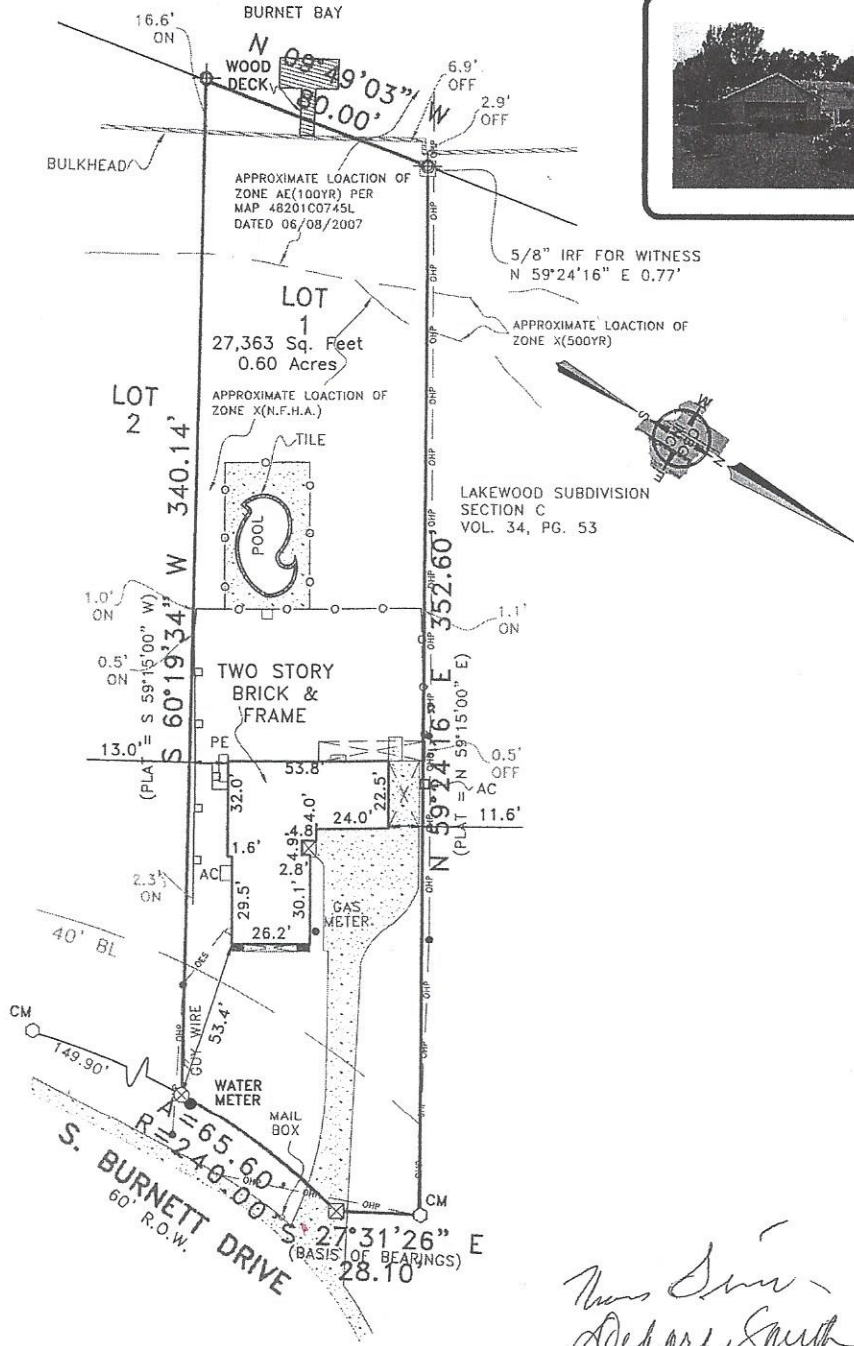 BURNET BAY
16.6'
ON
WOOD
DECK
N 09°49'03" W
80.00'
6.9'
OFF
2.9'
OFF
BULKHEAD
APPROXIMATE LOACTION OF
ZONE AE(100YR) PER
MAP 48201C0745L
DATED 06/08/2007
5/8" IRF FOR WITNESS
N 59°24'16" E 0.77'
LOT
1
27,363 Sq. Feet
0.60 Acres
APPROXIMATE LOACTION OF
ZONE X(500YR)
LOT
2
APPROXIMATE LOACTION OF
ZONE X(N.F.H.A.)
TILE
POOL
S
W
E
N
LAKEWOOD SUBDIVISION
SECTION C
VOL. 34, PG. 53
S 60°19'34" W 340.14'
(PLAT = S 59°15'00" W)
N 59°24'16" E 352.60'
(PLAT = N 59°15'00" E)
OHP
1.0'
ON
1.1'
ON
0.5'
ON
TWO STORY
BRICK &
FRAME
13.0'
PE
53.8'
0.5'
OFF
AC
32.0'
22.5'
24.0'
11.6'
4.0'
4.8'
4.9'
1.6'
2.8'
AC
2.3'
ON
29.5'
30.1'
GAS
METER
26.2'
40' BL
OES
CM
149.90'
OHP
GUY WIRE
53.4'
WATER
METER
A=65.60'
R=240.00'
MAIL
BOX
OHP
OHP
CM
S. BURNETT DRIVE
60' R.O.W.
S 27°31'26" E
(BASIS OF BEARINGS)
28.10'